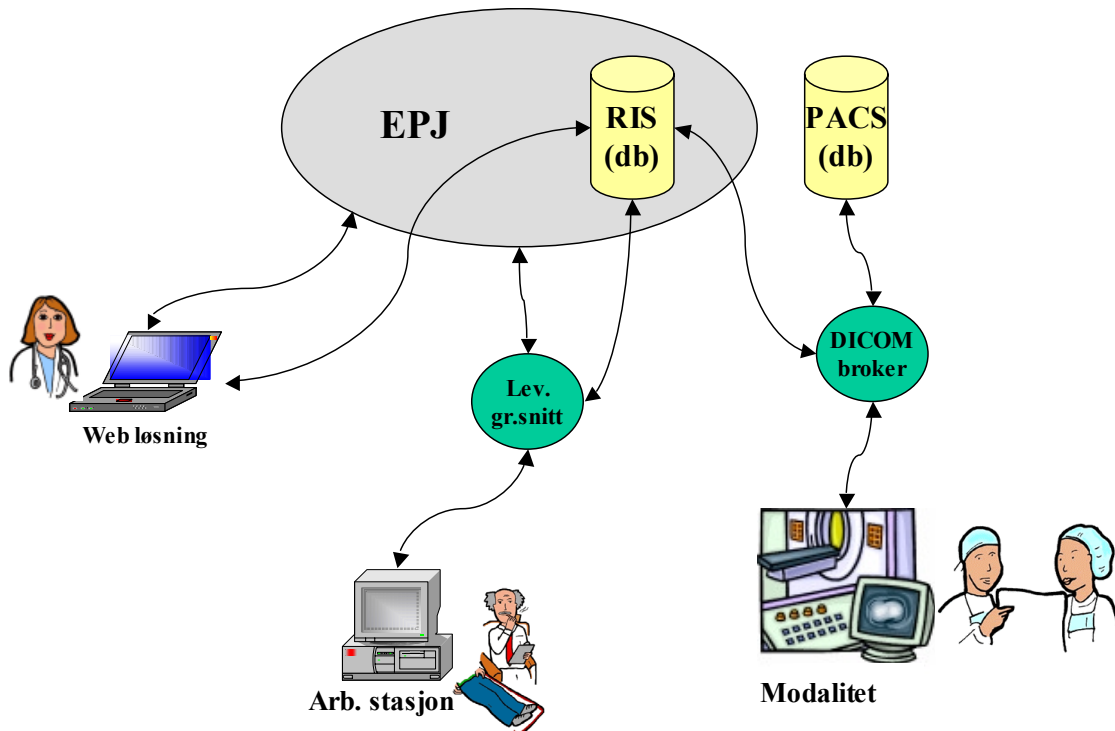 EPJ
RIS
(db)
PACS
(db)
DICOM
broker
Lev.
gr.snitt
Web løsning
Arb. stasjon
Modalitet